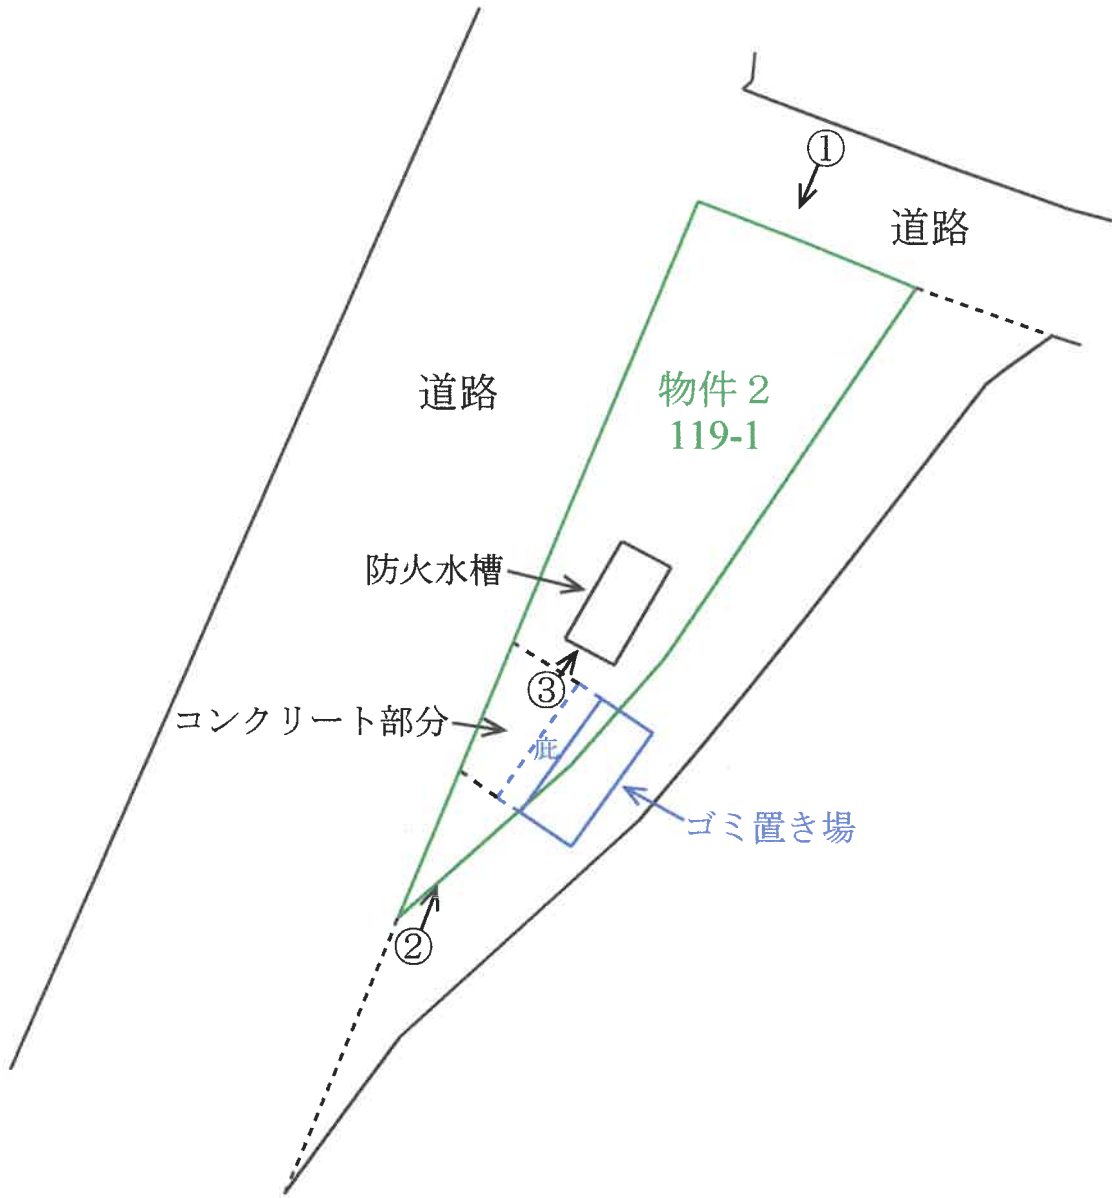 ①
道路
道路
物件２
119-1
防火水槽
③
コンクリート部分
庇
ゴミ置き場
②